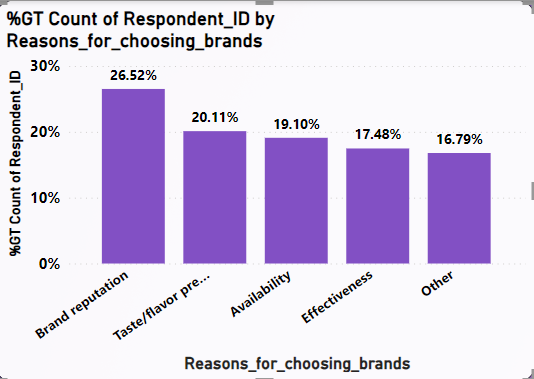 %GT Count of Respondent_ID by
Reasons_for_choosing_brands
%GT Count of Respondent_ID
30%
20%
10%
0%
26.52%
20.11%
19.10%
17.48%
16.79%
Brand reputation
Taste/flavor pre...
Availability
Effectiveness
Other
Reasons_for_choosing_brands